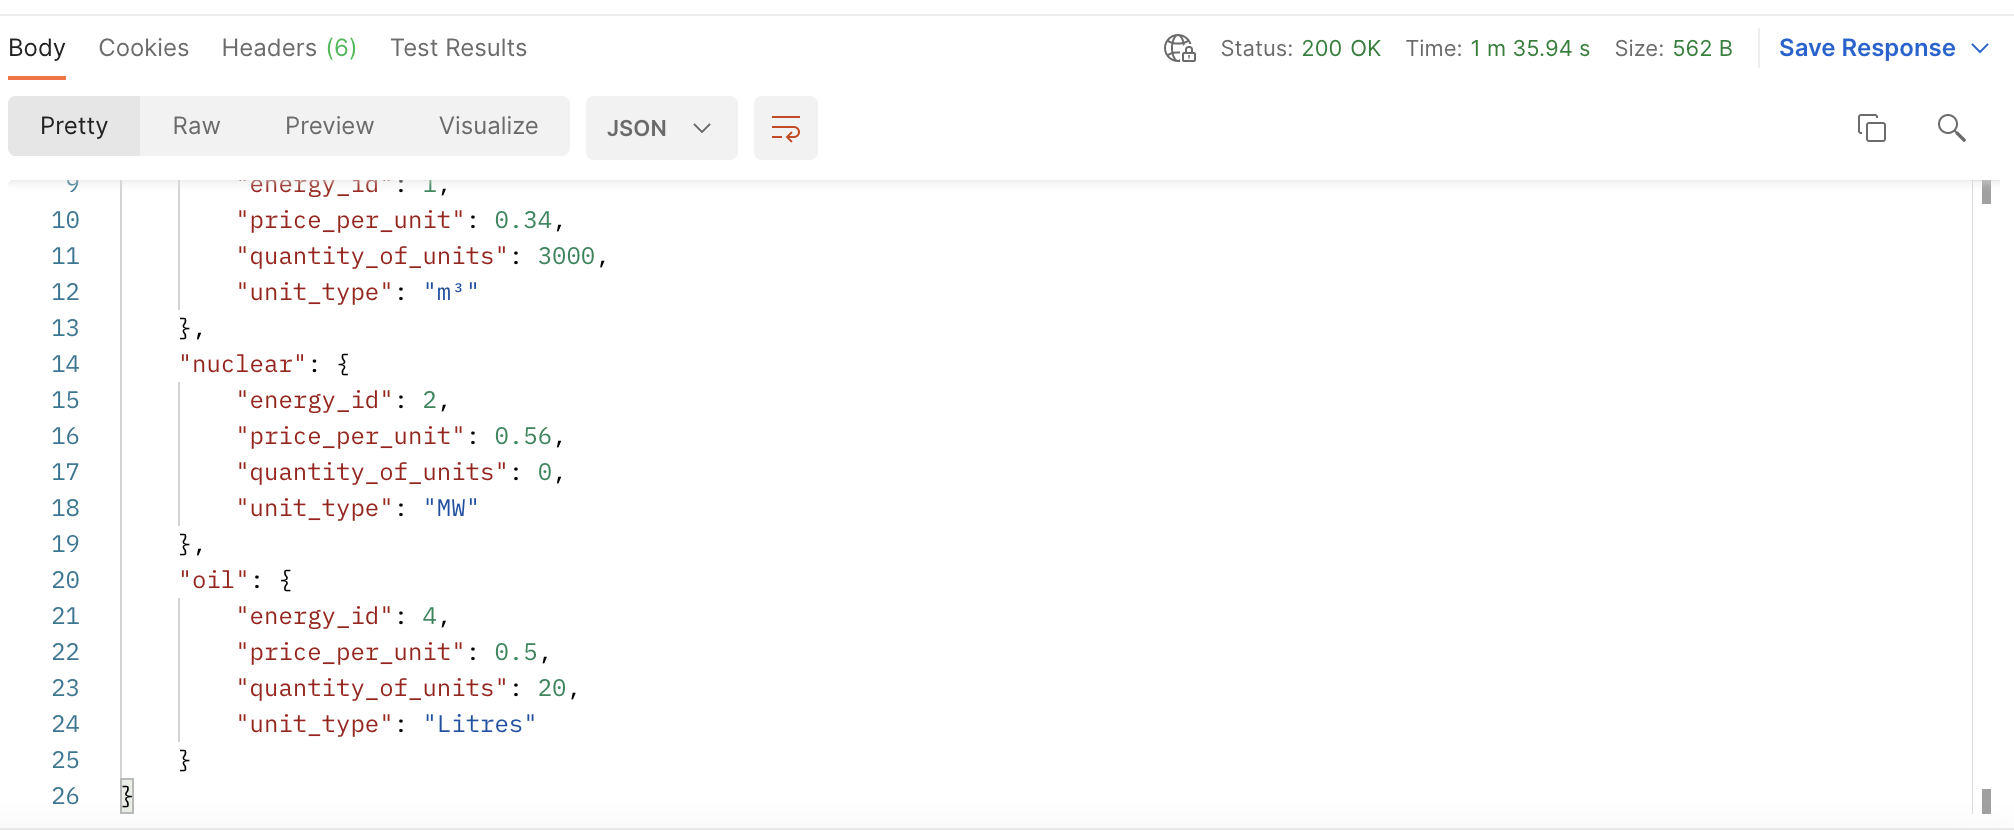 Body Cookies Headers (6) Test Results Status: 200 OK Time: 1 m 35.94 s Size: 562 B Save Response
Pretty Raw Preview Visualize JSON
9 "energy_id": 1,
10 "price_per_unit": 0.34,
11 "quantity_of_units": 3000,
12 "unit_type": "m³"
13 },
14 "nuclear": {
15 "energy_id": 2,
16 "price_per_unit": 0.56,
17 "quantity_of_units": 0,
18 "unit_type": "MW"
19 },
20 "oil": {
21 "energy_id": 4,
22 "price_per_unit": 0.5,
23 "quantity_of_units": 20,
24 "unit_type": "Litres"
25 }
26 }